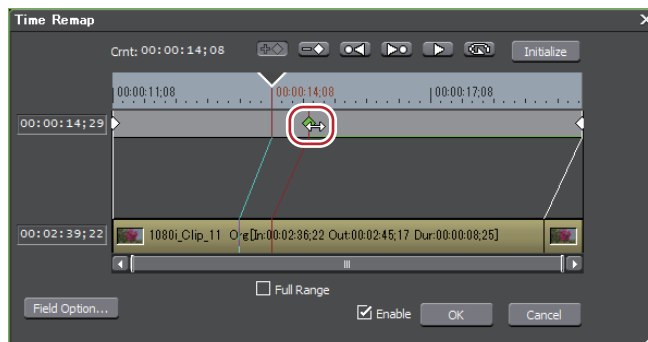 Time Remap
Crnt: 00:00:14;08
Initialize
00:00:11;08
00:00:14;08
00:00:17;08
00:00:14;29
00:02:39;22
1080i_Clip_11 Org[In:00:02:36;22 Out:00:02:45;17 Dur:00:00:08;25]
Full Range
Field Option...
Enable
OK
Cancel